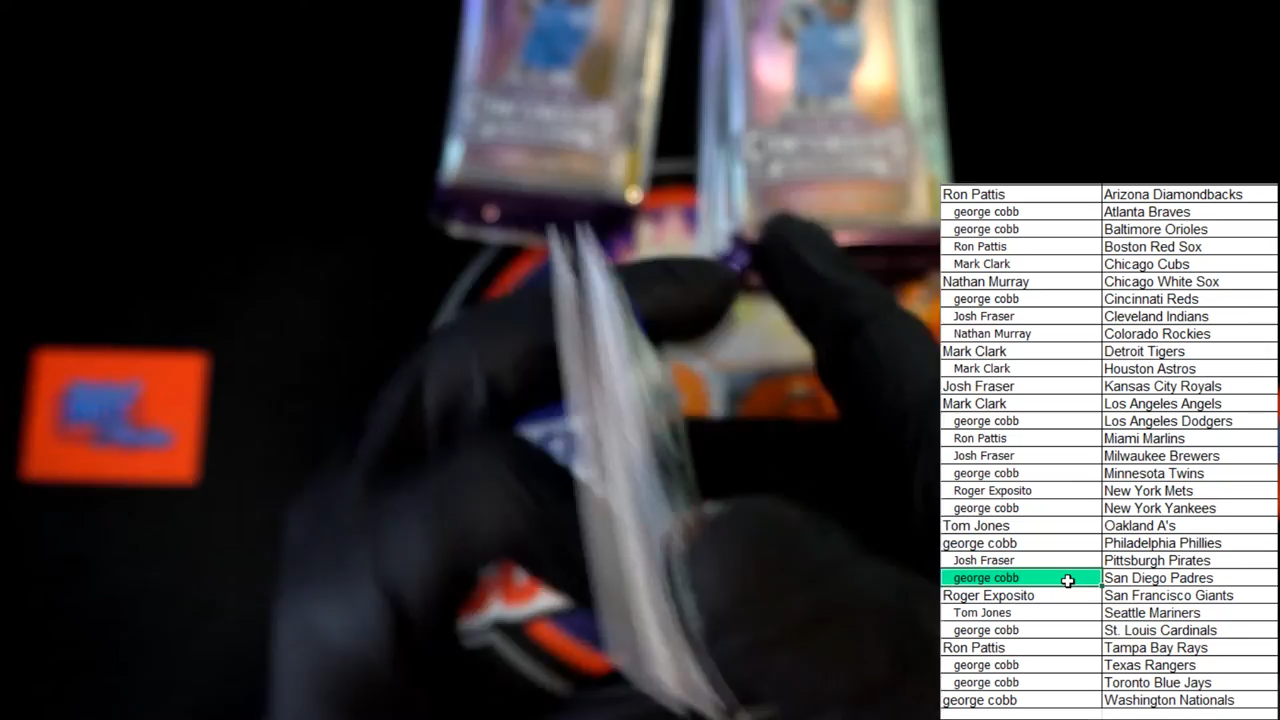 Ron Pattis Arizona Diamondbacks
george cobb Atlanta Braves
george cobb Baltimore Orioles
Ron Pattis Boston Red Sox
Mark Clark Chicago Cubs
Nathan Murray Chicago White Sox
george cobb Cincinnati Reds
Josh Fraser Cleveland Indians
Nathan Murray Colorado Rockies
Mark Clark Detroit Tigers
Mark Clark Houston Astros
Josh Fraser Kansas City Royals
Mark Clark Los Angeles Angels
george cobb Los Angeles Dodgers
Ron Pattis Miami Marlins
Josh Fraser Milwaukee Brewers
george cobb Minnesota Twins
Roger Exposito New York Mets
george cobb New York Yankees
Tom Jones Oakland A's
george cobb Philadelphia Phillies
Josh Fraser Pittsburgh Pirates
george cobb San Diego Padres
Roger Exposito San Francisco Giants
Tom Jones Seattle Mariners
george cobb St. Louis Cardinals
Ron Pattis Tampa Bay Rays
george cobb Texas Rangers
george cobb Toronto Blue Jays
george cobb Washington Nationals